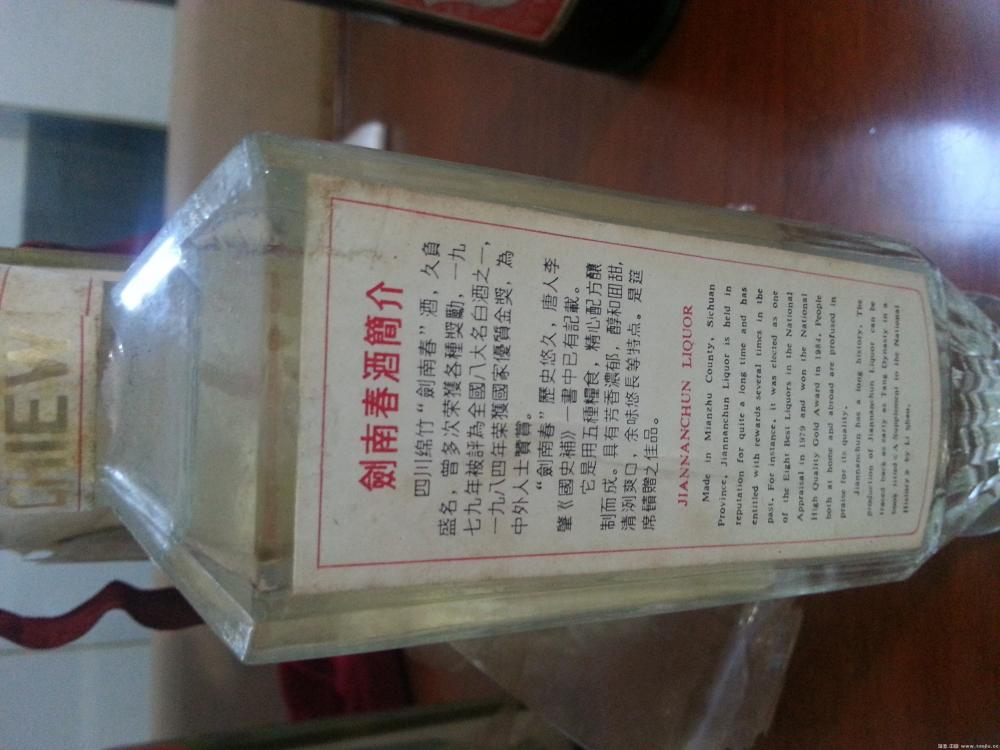 劍南春酒簡介
四川綿竹“劍南春”酒，久負
盛名，曾多次荣獲各種獎勵，一九
七九年被評為全國八大名白酒之一，
一九八四年荣獲國家優質金獎，為
中外人士贊賞。
“劍南春”歷史悠久，唐人李
肇《國史補》一書中已有記載。
它是用五種糧食，精心配方釀
制而成。具有芳香濃郁，醇和回甜，
清洌爽口，余味悠長等特点。是筵
席饋贈之佳品。
JIANNANCHUN LIQUOR
Made in Mianzhu County, Sichuan
Province, Jiannanchun Liquor is held in
reputation for quite a long time and has
entitled with rewards several times in the
past. For instance, it was elected as one
of the Eight Best Liquors in the National
Appraisal in 1979 and won the National
High Quality Gold Award in 1984. People
both at home and abroad are profused in
praise for its quality.
Jiannanchun has a long history. The
production of Jiannanchun Liquor can be
traced back as early as Tang Dynasty in a
book titled < A Supplement to the National
History > by Li Shao.
CHIEW